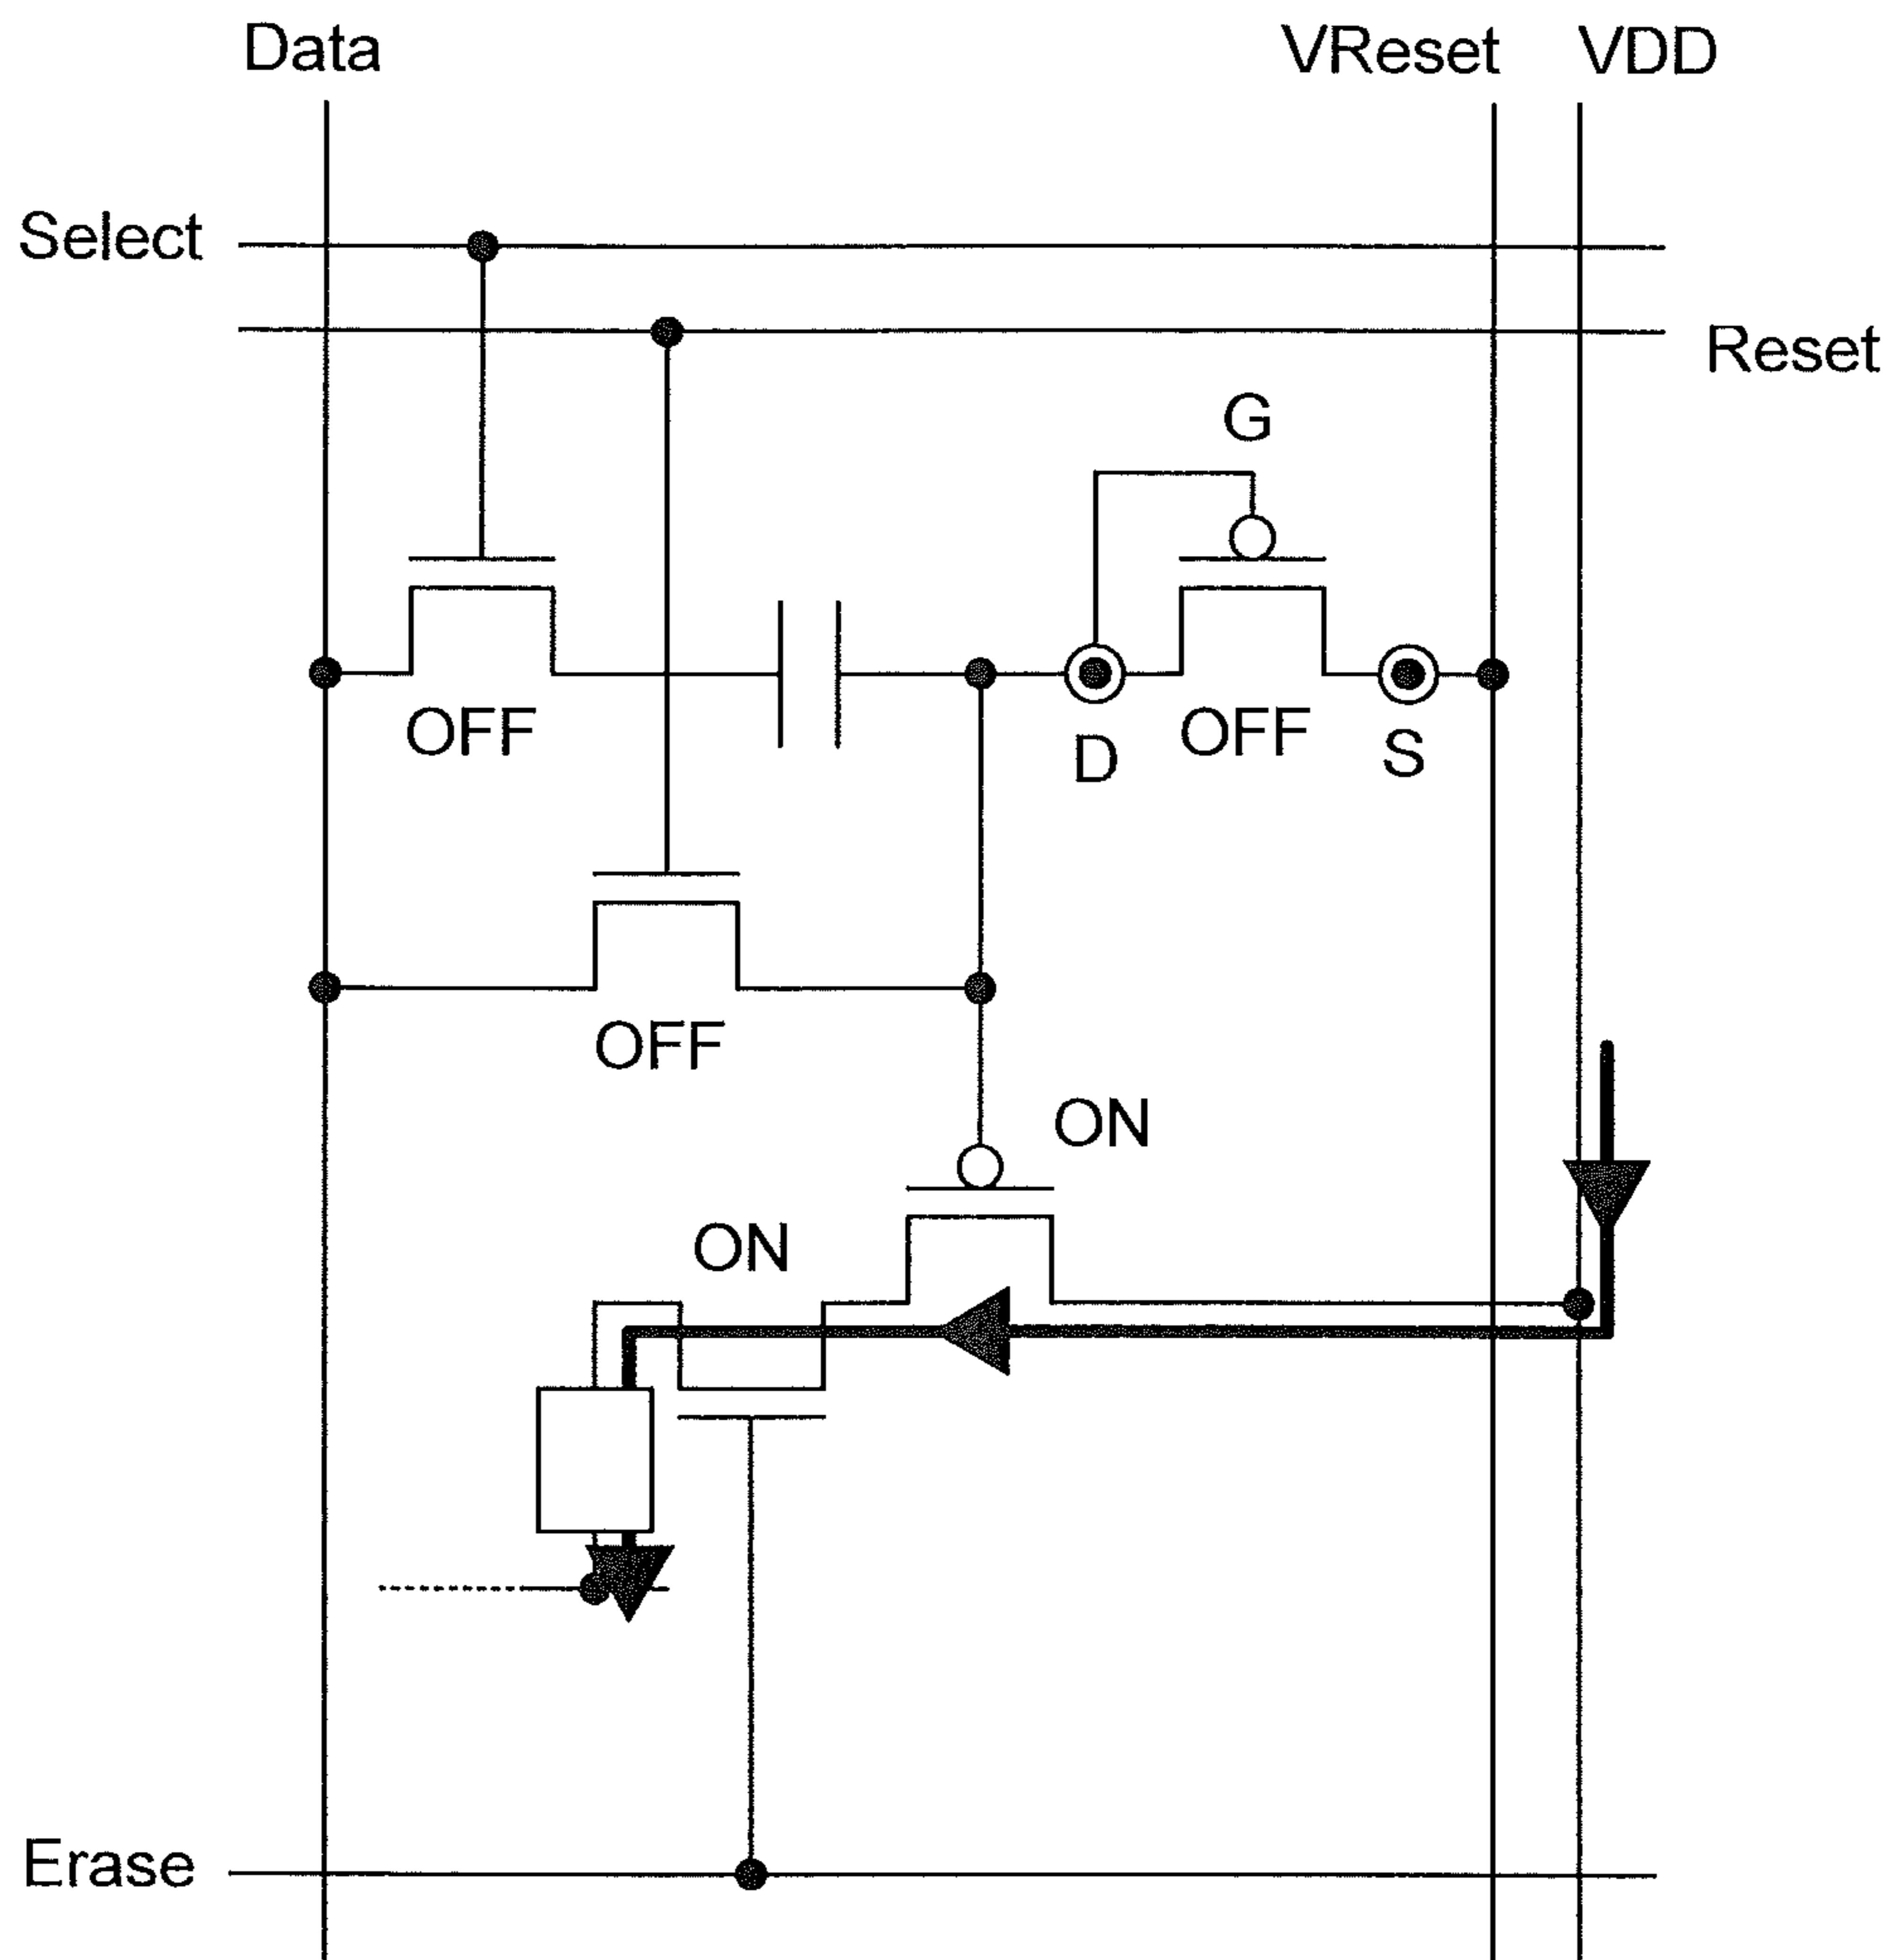 Data
VReset
VDD
Select
Reset
G
OFF
D
OFF
S
OFF
ON
ON
Erase